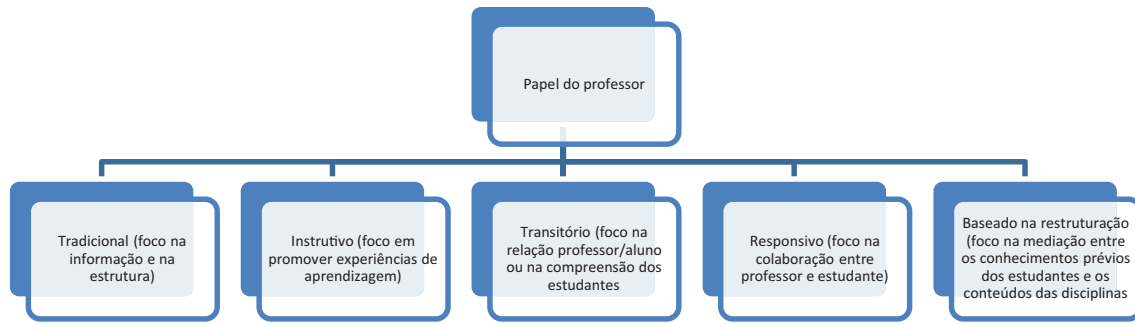 Papel do professor
Tradicional (foco na
informação e na
estrutura)
Instrutivo (foco em
promover experiências de
aprendizagem)
Transitório (foco na
relação professor/aluno
ou na compreensão dos
estudantes
Responsivo (foco na
colaboração entre
professor e estudante)
Baseado na restruturação
(foco na mediação entre
os conhecimentos prévios
dos estudantes e os
conteúdos das disciplinas